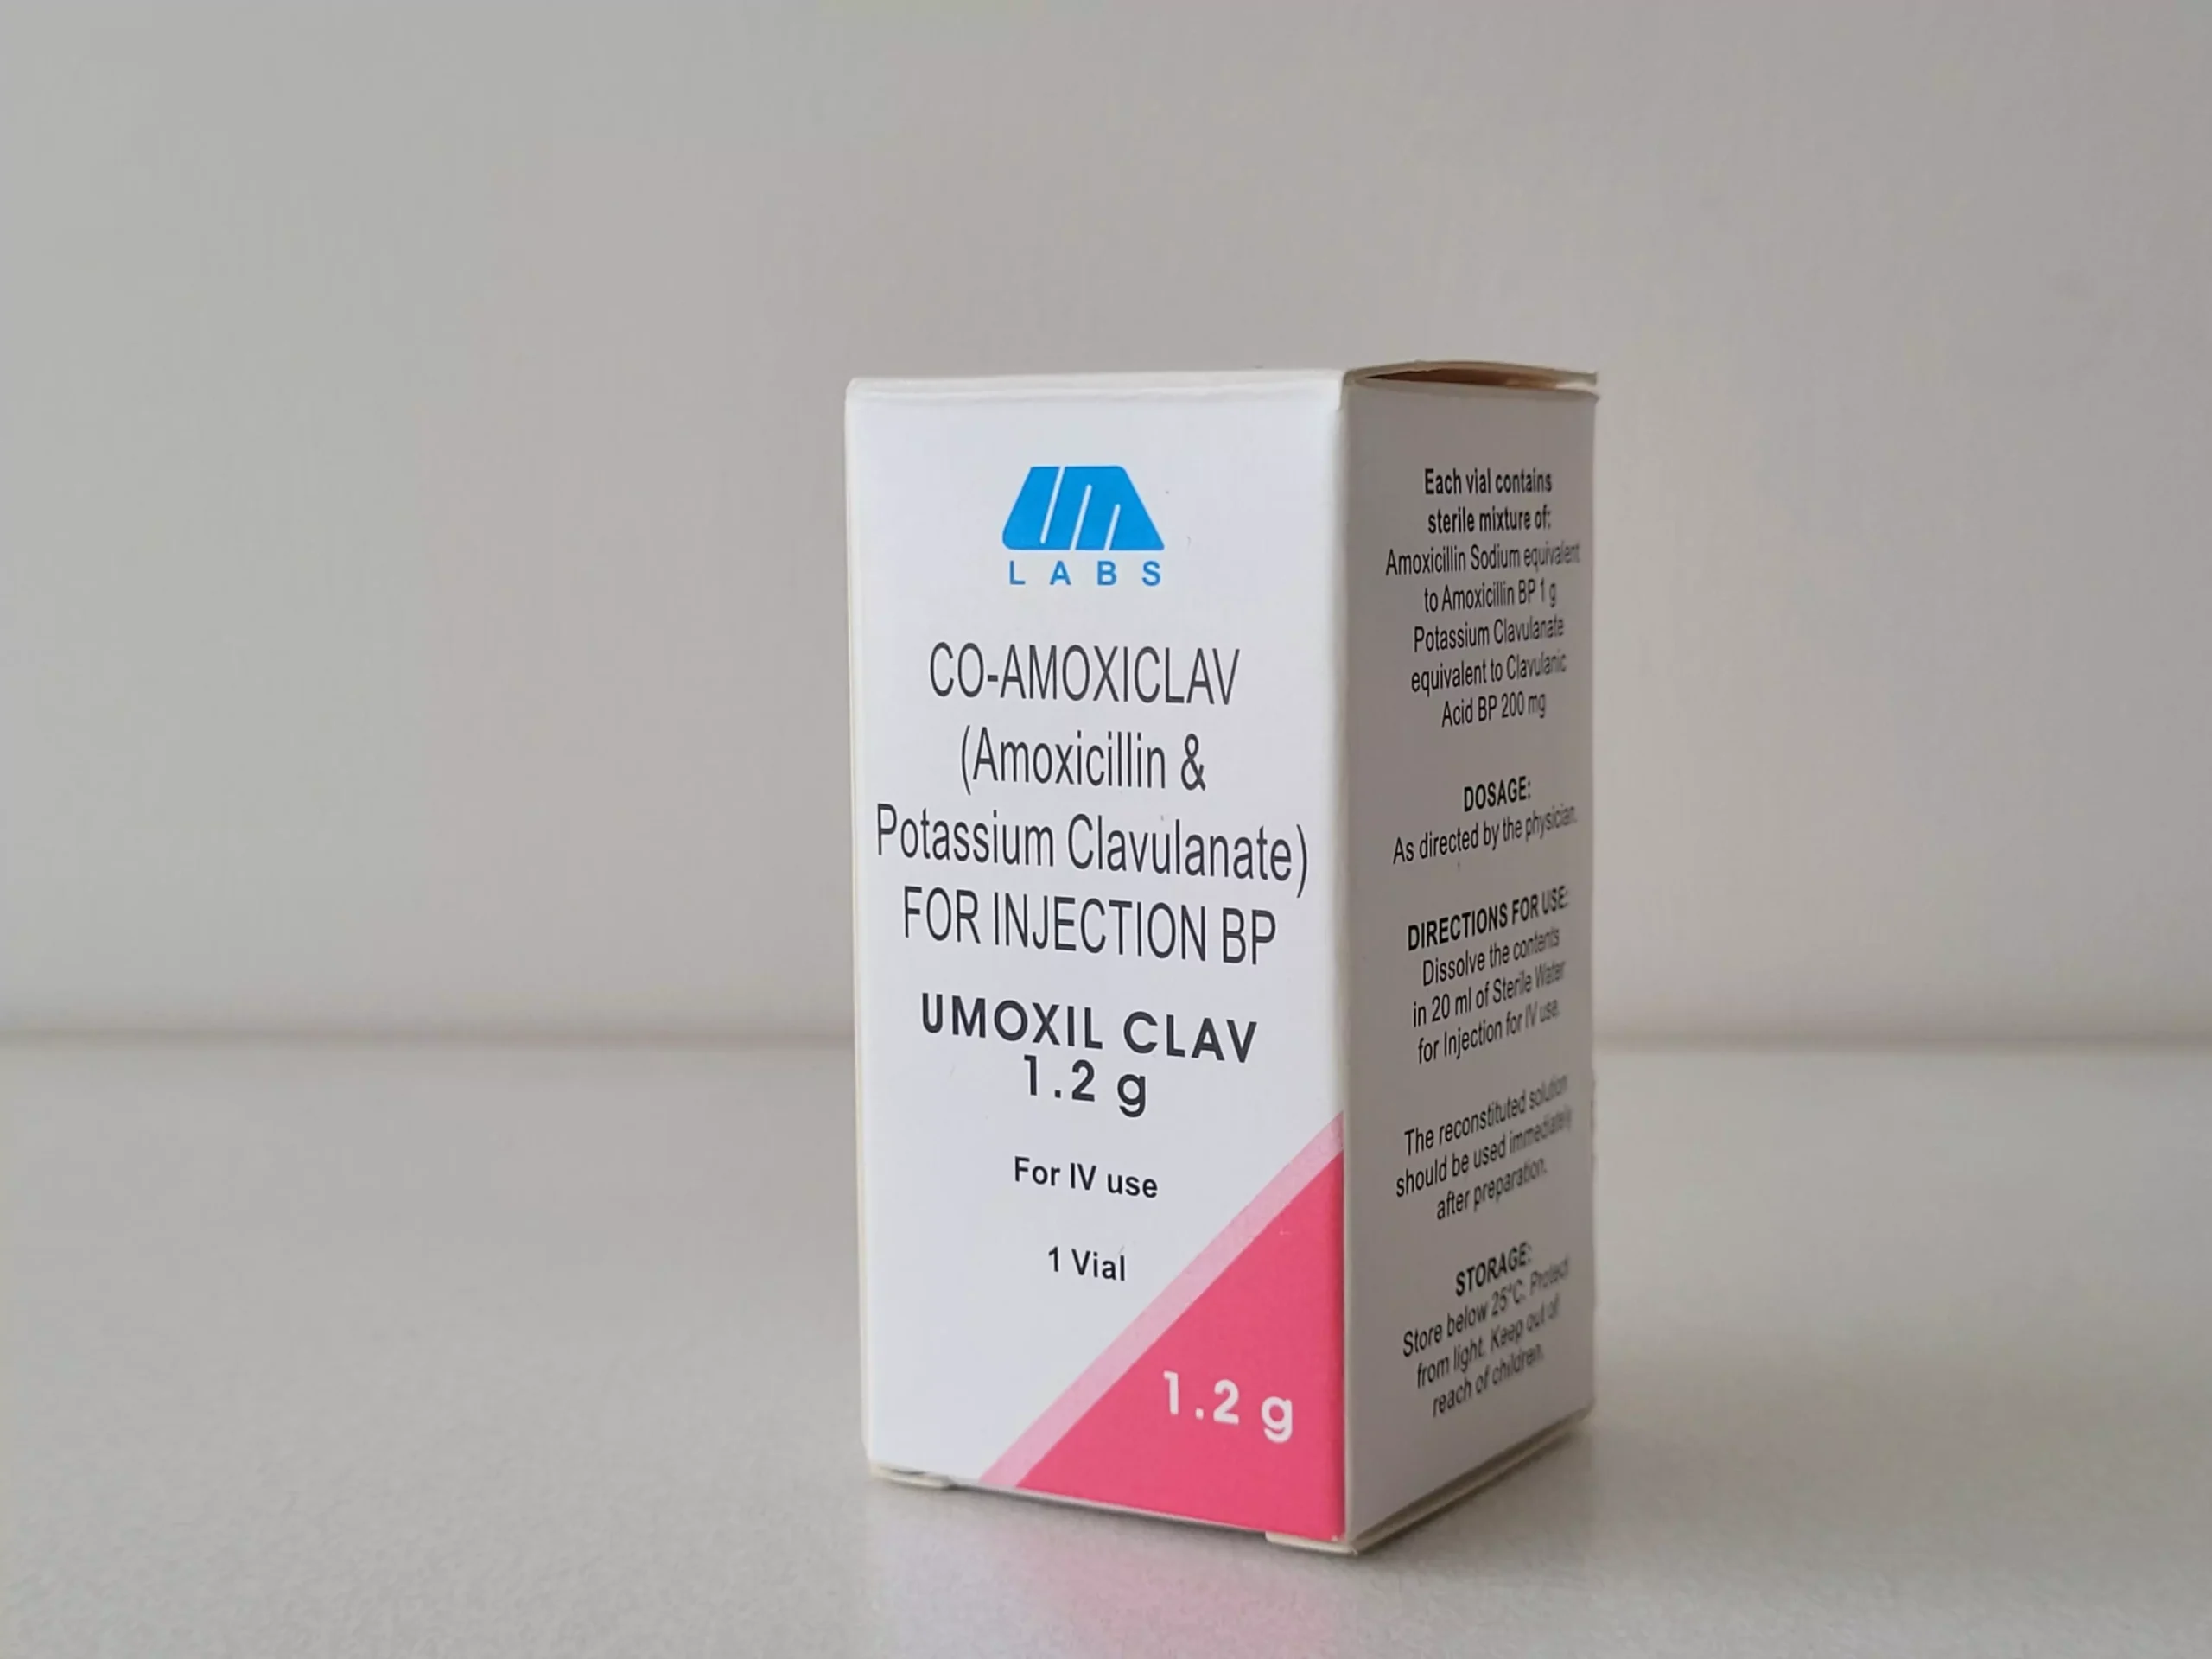 UM
LABS
CO-AMOXICLAV
(Amoxicillin &
Potassium Clavulanate)
FOR INJECTION BP
UMOXIL CLAV
1.2 g
For IV use
1 Vial
1.2 g
Each vial contains
sterile mixture of:
Amoxicillin Sodium equivalent
to Amoxicillin BP 1 g
Potassium Clavulanate
equivalent to Clavulanic
Acid BP 200 mg
DOSAGE:
As directed by the physician.
DIRECTIONS FOR USE:
Dissolve the contents
in 20 ml of Sterile Water
for Injection for IV use.
The reconstituted solution
should be used immediately
after preparation.
STORAGE:
Store below 25°C. Protect
from light. Keep out of
reach of children.